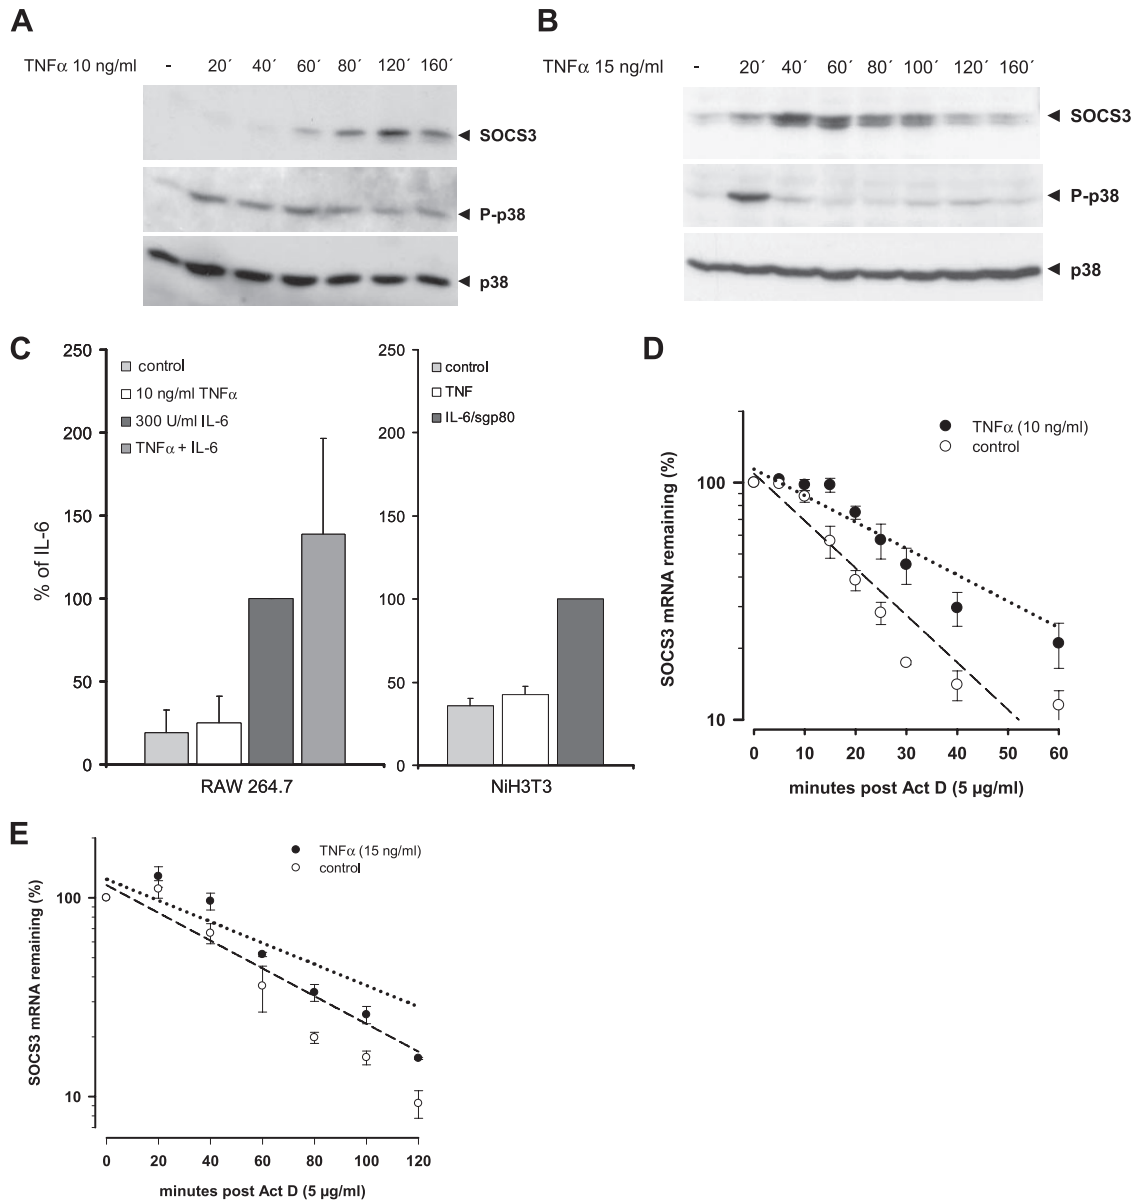 A
TNFα 10 ng/ml - 20´ 40´ 60´ 80´ 120´ 160´
SOCS3
P-p38
p38
B
TNFα 15 ng/ml - 20´ 40´ 60´ 80´ 100´ 120´ 160´
SOCS3
P-p38
p38
C
% of IL-6
250
200
150
100
50
0
control
10 ng/ml TNFα
300 U/ml IL-6
TNFα + IL-6
RAW 264.7
250
200
150
100
50
0
control
TNF
IL-6/sgp80
NiH3T3
D
SOCS3 mRNA remaining (%)
100
10
TNFα (10 ng/ml)
control
0 10 20 30 40 50 60
minutes post Act D (5 µg/ml)
E
SOCS3 mRNA remaining (%)
100
10
TNFα (15 ng/ml)
control
0 20 40 60 80 100 120
minutes post Act D (5 µg/ml)